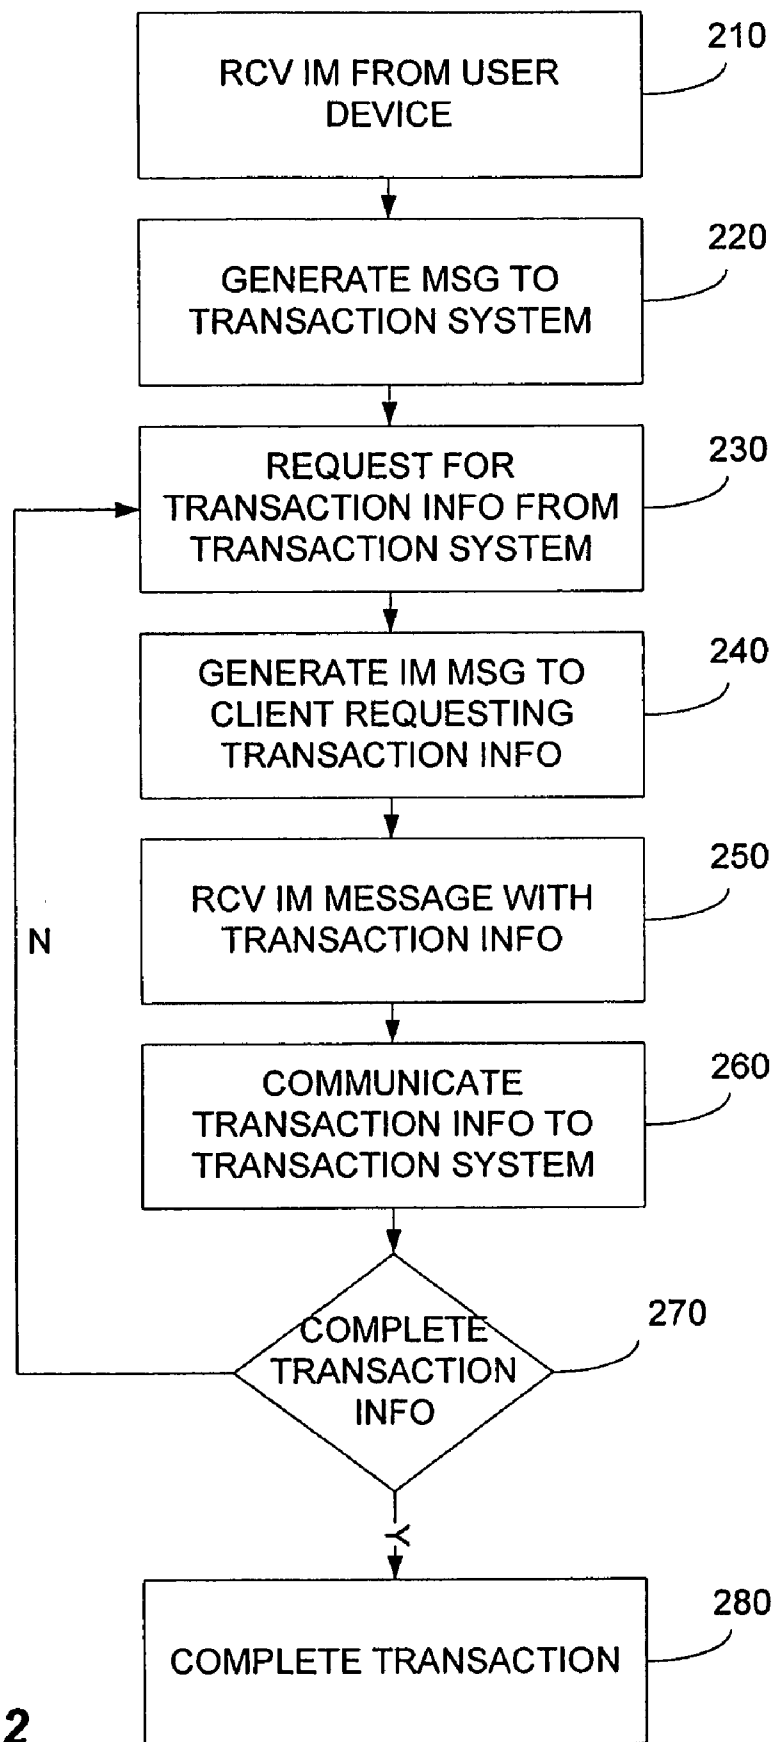 210
RCV IM FROM USER
DEVICE
220
GENERATE MSG TO
TRANSACTION SYSTEM
230
REQUEST FOR
TRANSACTION INFO FROM
TRANSACTION SYSTEM
240
GENERATE IM MSG TO
CLIENT REQUESTING
TRANSACTION INFO
250
RCV IM MESSAGE WITH
TRANSACTION INFO
N
260
COMMUNICATE
TRANSACTION INFO TO
TRANSACTION SYSTEM
270
COMPLETE
TRANSACTION
INFO
Y
280
COMPLETE TRANSACTION
2